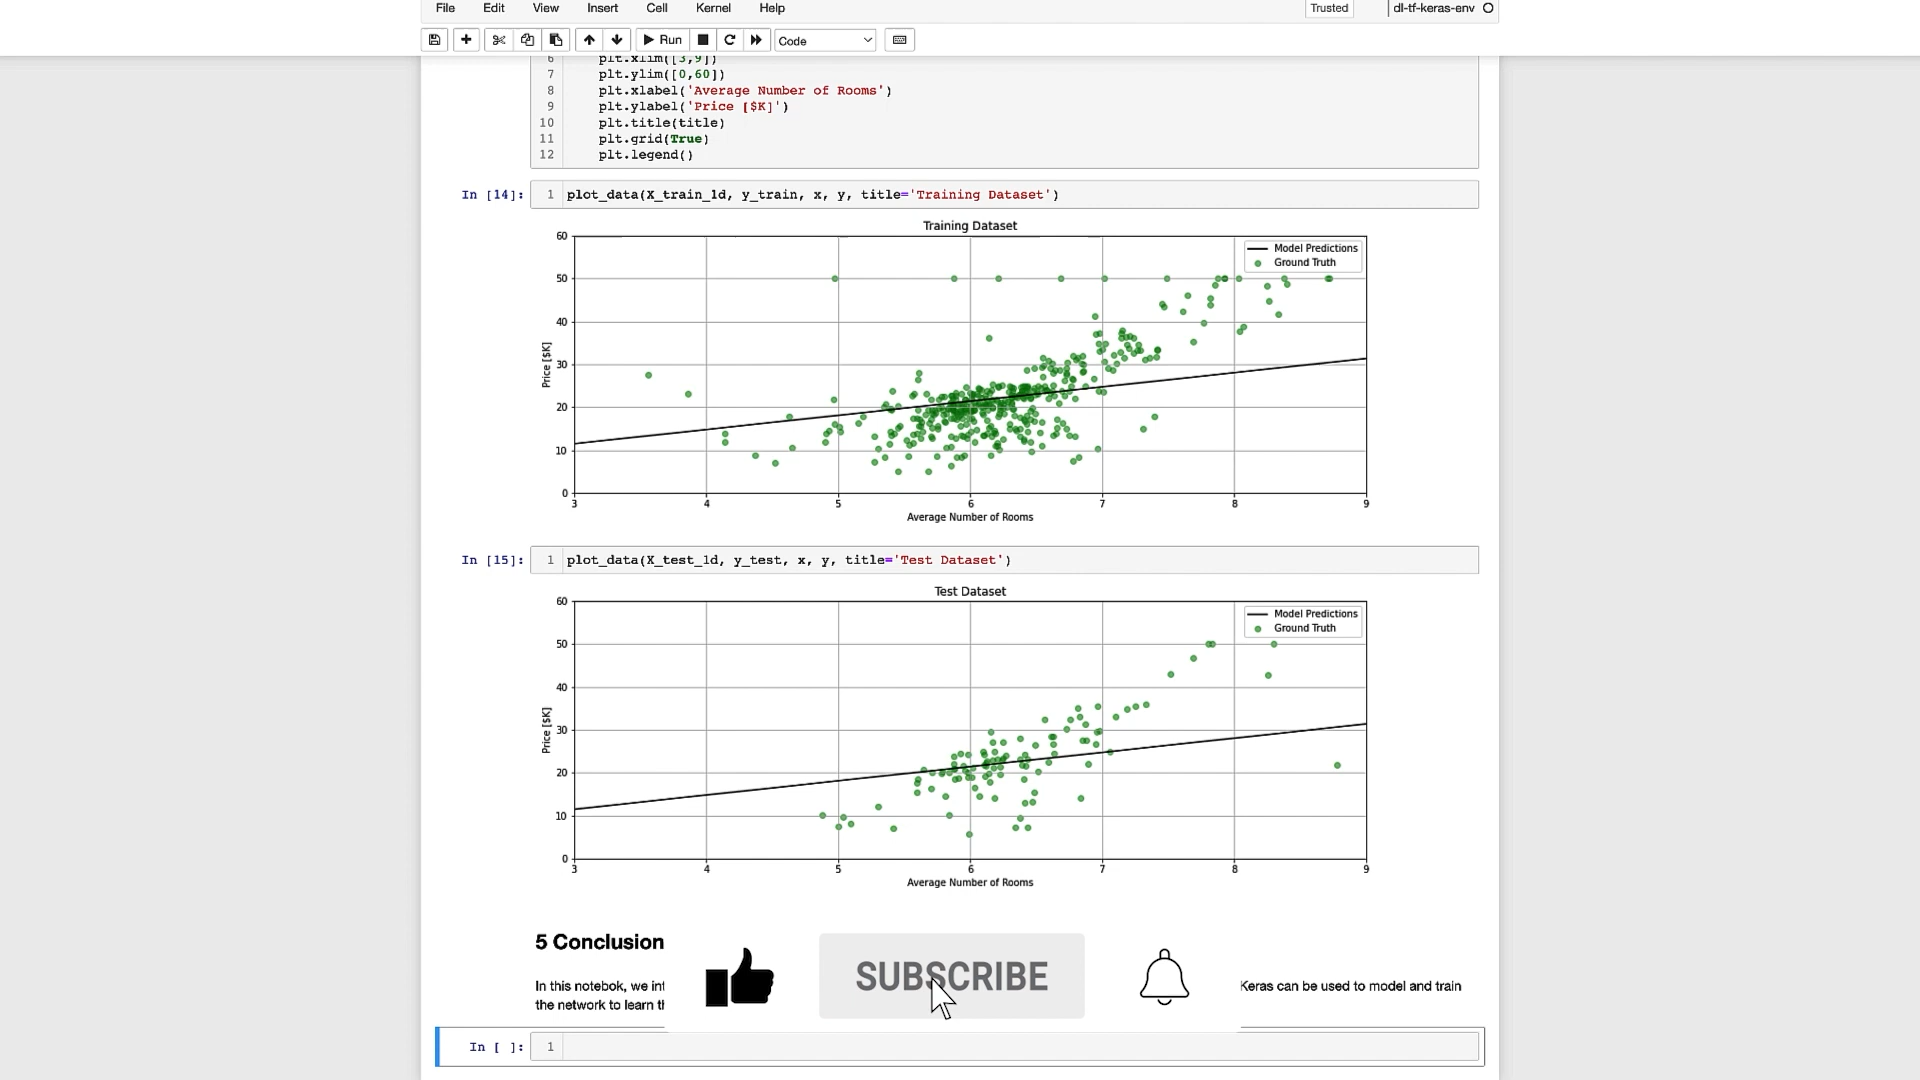 File Edit View Insert Cell Kernel Help Trusted dl-tf-keras-env
Run Code
6 plt.xlim([3,9])
7 plt.ylim([0,60])
8 plt.xlabel('Average Number of Rooms')
9 plt.ylabel('Price [$K]')
10 plt.title(title)
11 plt.grid(True)
12 plt.legend()
In [14]: 1 plot_data(X_train_1d, y_train, x, y, title='Training Dataset')
Training Dataset
Model Predictions
Ground Truth
60
50
40
30
20
10
0
Price [$K]
3 4 5 6 7 8 9
Average Number of Rooms
In [15]: 1 plot_data(X_test_1d, y_test, x, y, title='Test Dataset')
Test Dataset
Model Predictions
Ground Truth
60
50
40
30
20
10
0
Price [$K]
3 4 5 6 7 8 9
Average Number of Rooms
5 Conclusion
SUBSCRIBE
In this notebok, we int Keras can be used to model and train
the network to learn th
In [ ]: 1